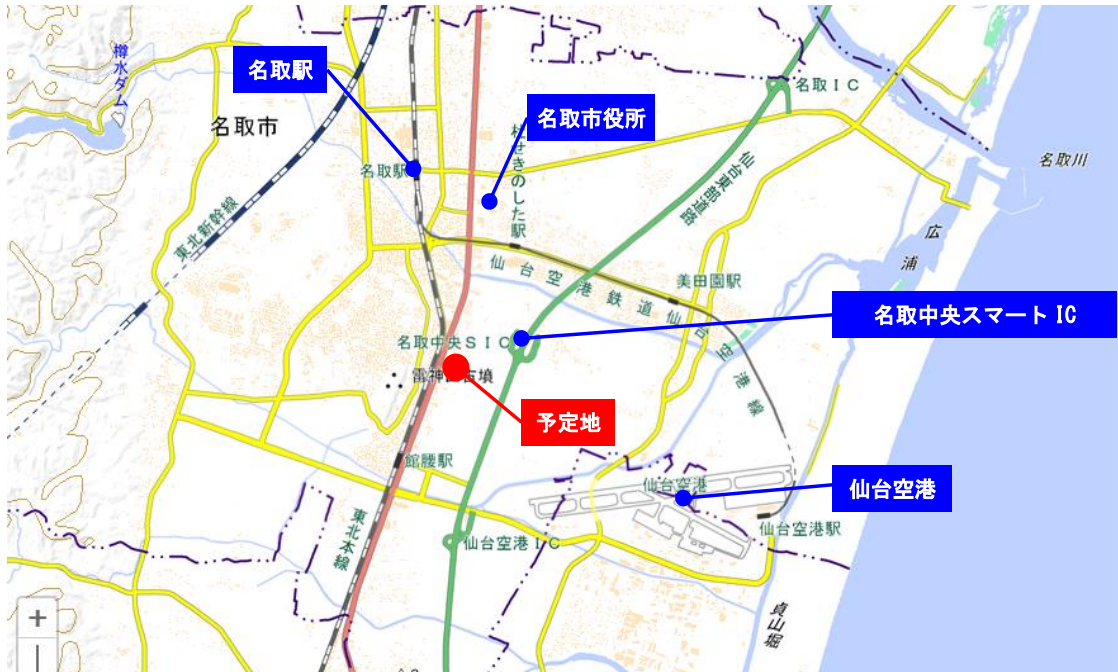 樽水ダム
名取駅
名取IC
名取市役所
名取市
杜せきのした駅
名取駅
名取川
仙台東部道路
東北新幹線
広浦
仙台空港鉄道仙台空港線
美田園駅
名取中央スマートIC
名取中央SIC
雷神山古墳
予定地
館腰駅
仙台空港
仙台空港
仙台空港駅
東北本線
仙台空港IC
貞山堀
+